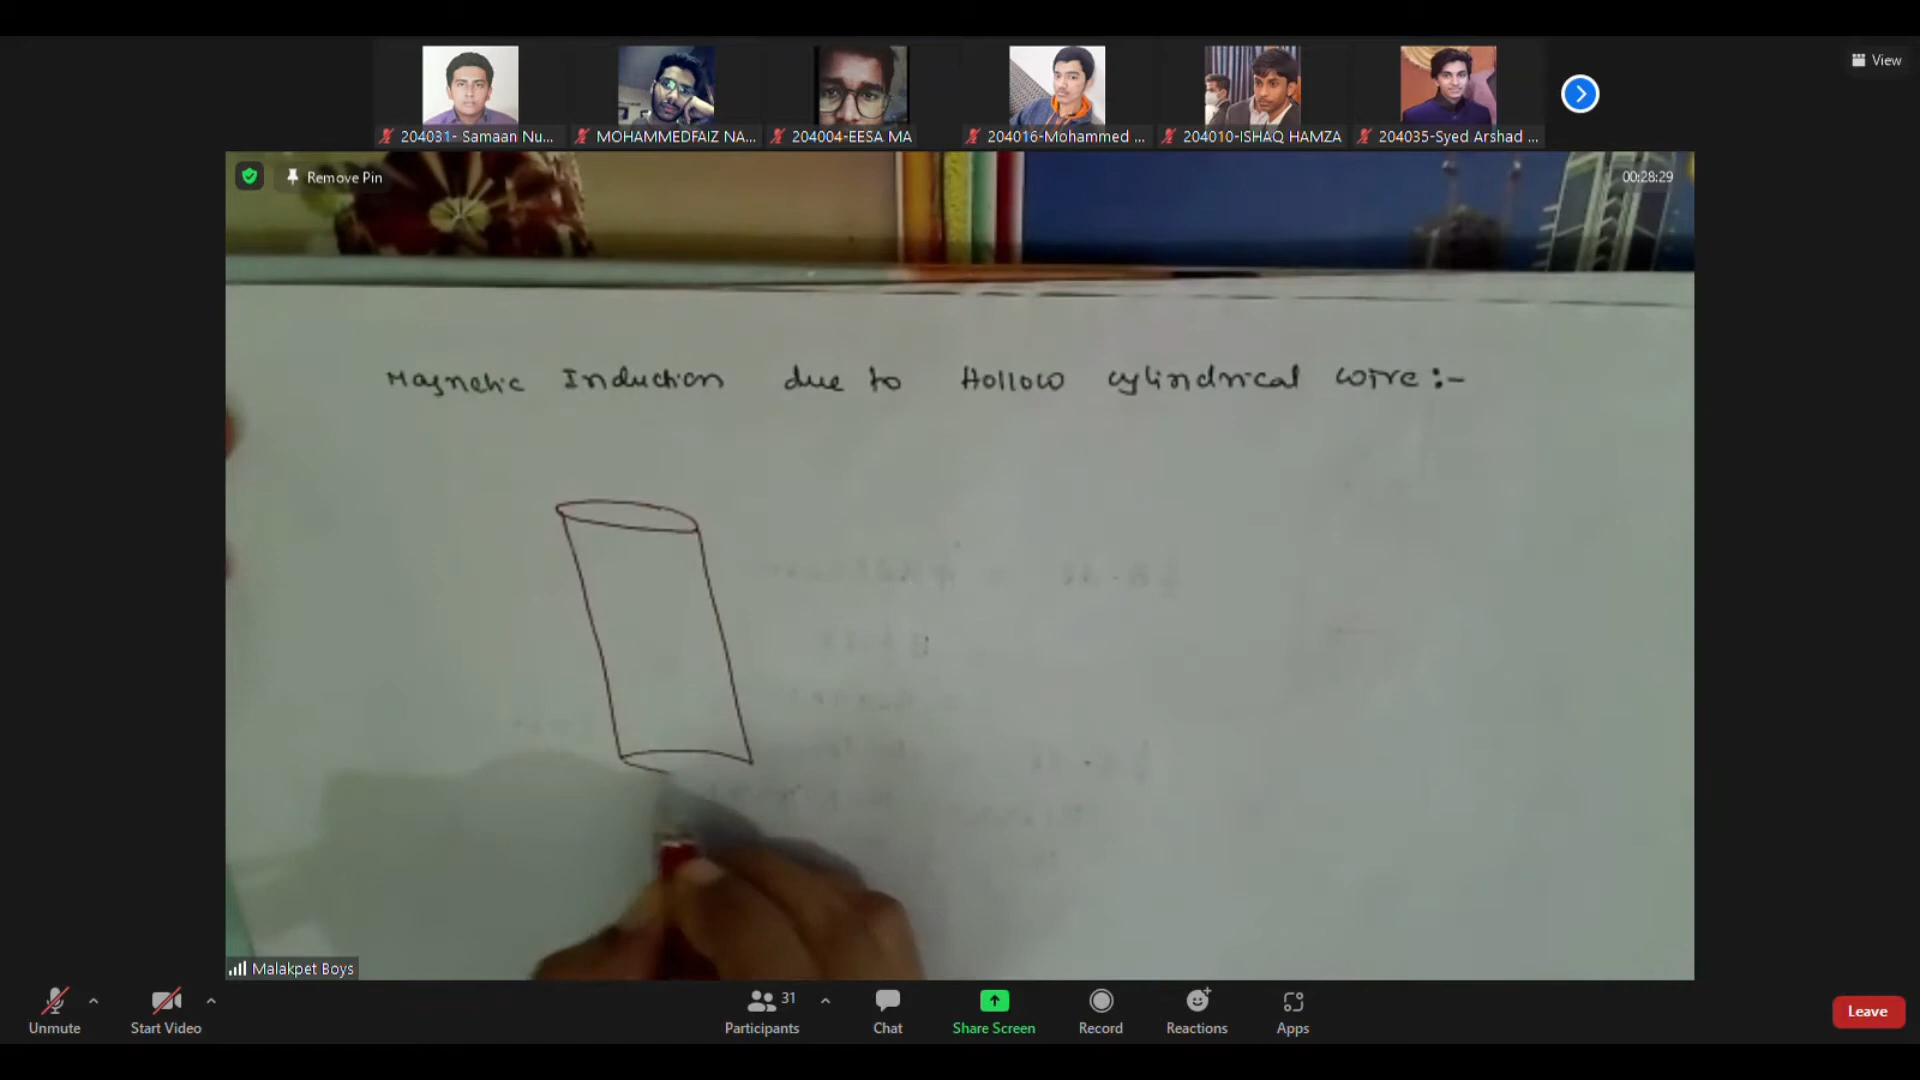 View
204031- Samaan Nu...
MOHAMMEDFAIZ NA...
204004-EESA MA
204016-Mohammed ...
204010-ISHAQ HAMZA
204035-Syed Arshad ...
Remove Pin
00:28:29
Magnetic Induction due to Hollow cylindrical wire:-
Malakpet Boys
Unmute
Start Video
31
Participants
Chat
Share Screen
Record
Reactions
Apps
Leave